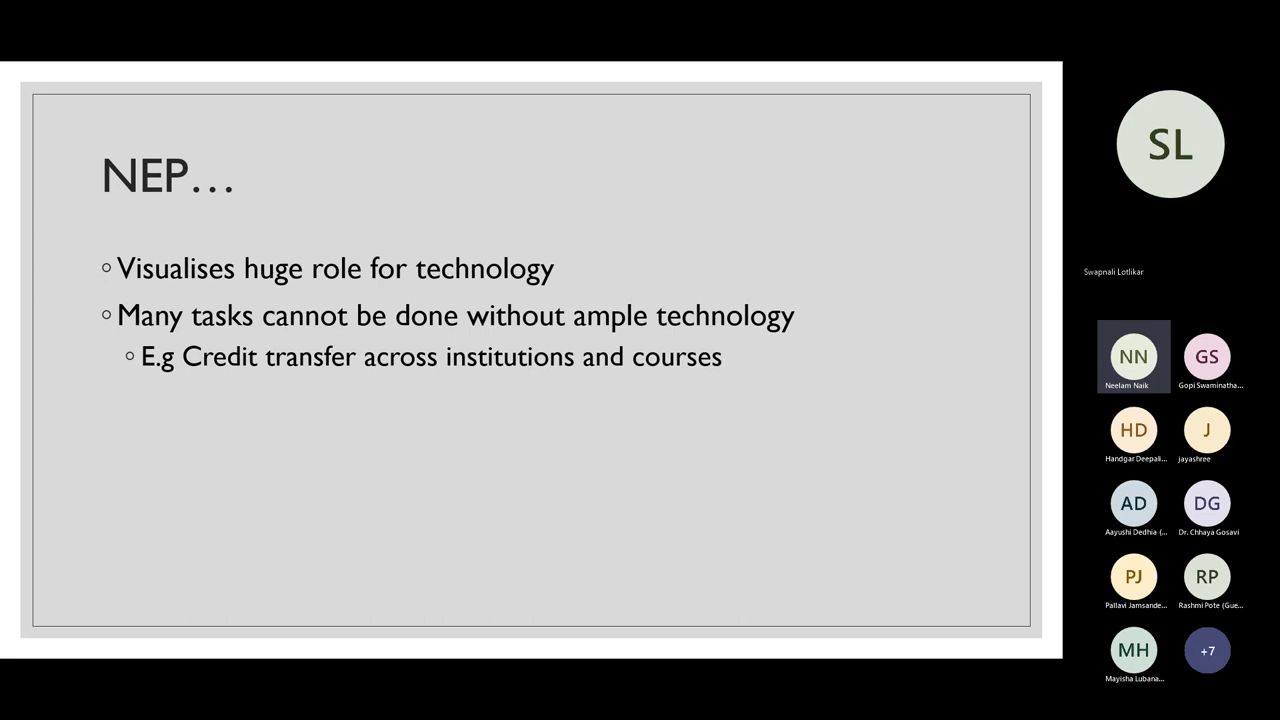 NEP...
◦ Visualises huge role for technology
◦ Many tasks cannot be done without ample technology
◦ E.g Credit transfer across institutions and courses
SL
Swapnali Lotlikar
NN
Neelam Naik
GS
Gopi Swaminatha...
HD
Handgar Deepali...
J
jayashree
AD
Aayushi Dedhia (...
DG
Dr. Chhaya Gosavi
PJ
Pallavi Jamsande...
RP
Rashmi Pote (Gue...
MH
Mayisha Lubana...
+7